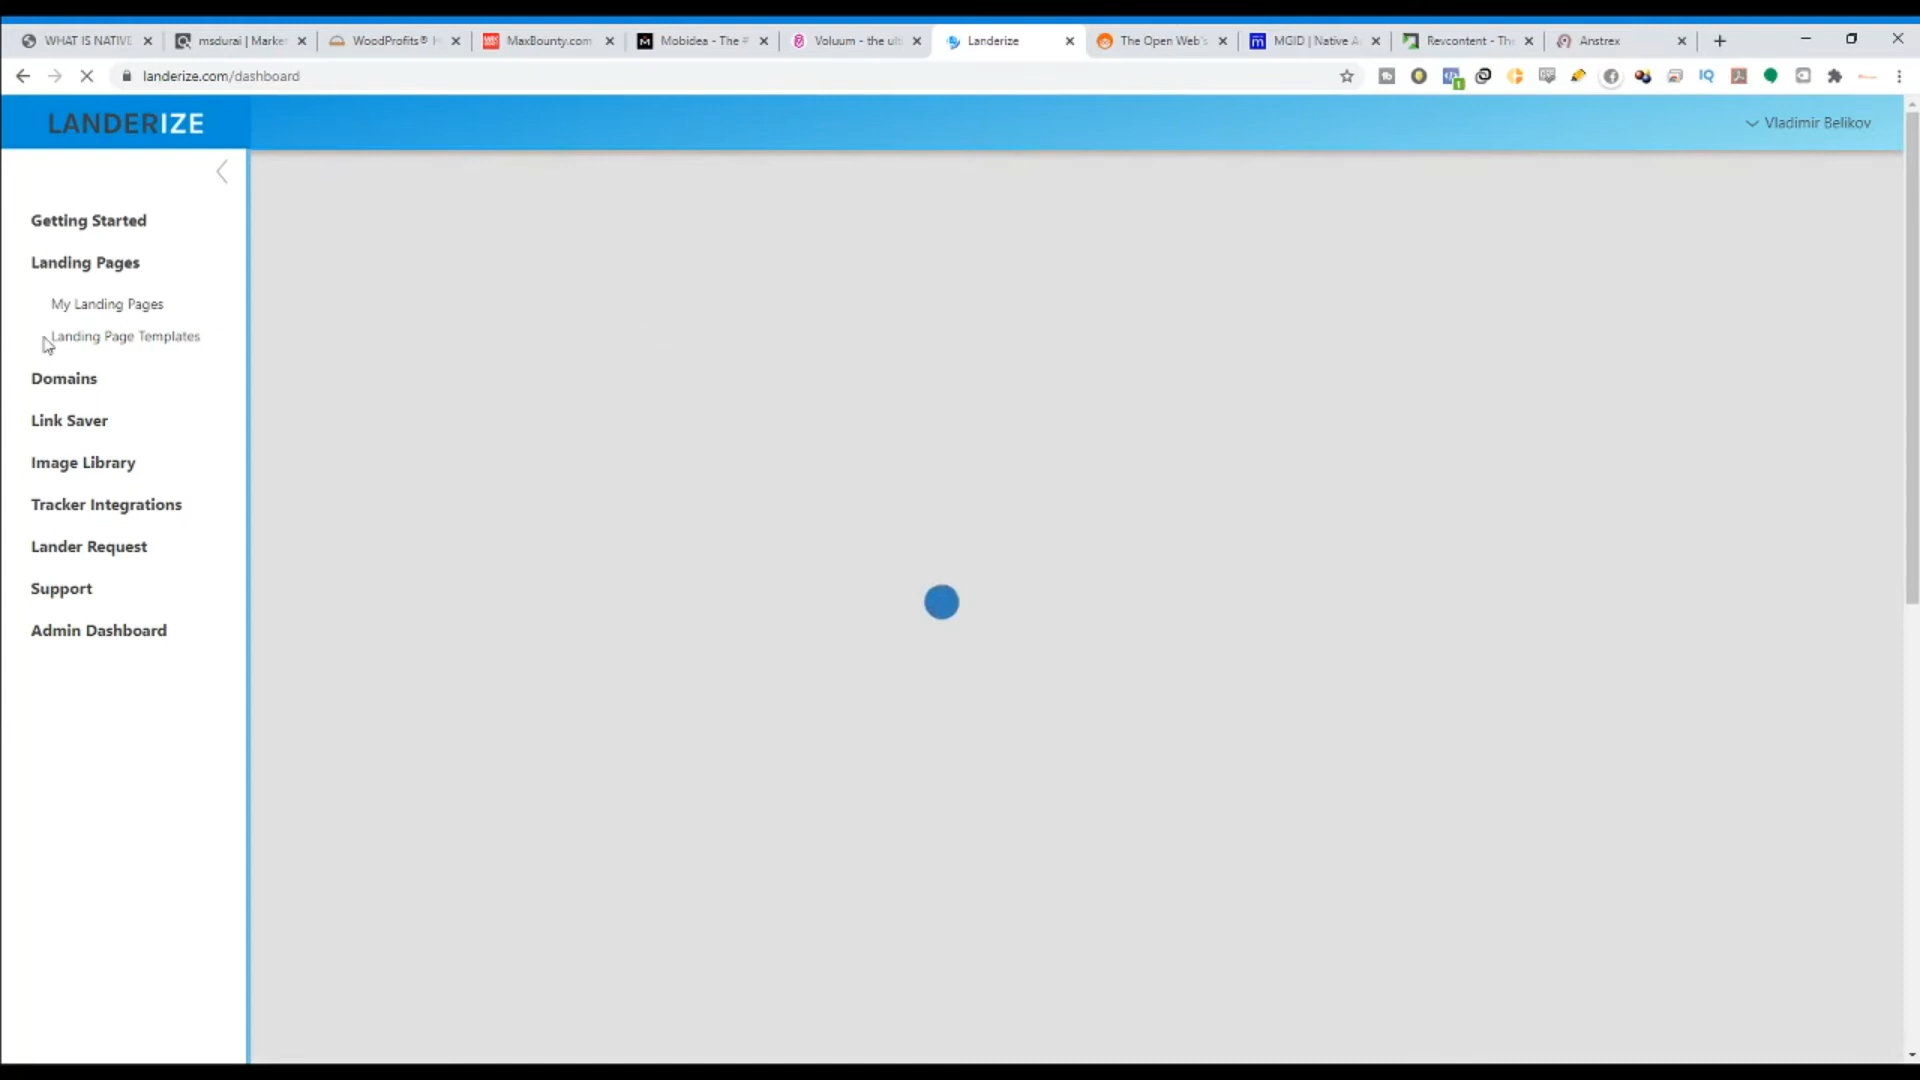 WHAT IS NATIVE
msdurai | Marke
WoodProfits®
MaxBounty.com
Mobidea - The
Voluum - the ult
Landerize
The Open Web's
MGID | Native A
Revcontent - The
Anstrex
landerize.com/dashboard
IQ
LANDERIZE
Vladimir Belikov
Getting Started
Landing Pages
My Landing Pages
Landing Page Templates
Domains
Link Saver
Image Library
Tracker Integrations
Lander Request
Support
Admin Dashboard